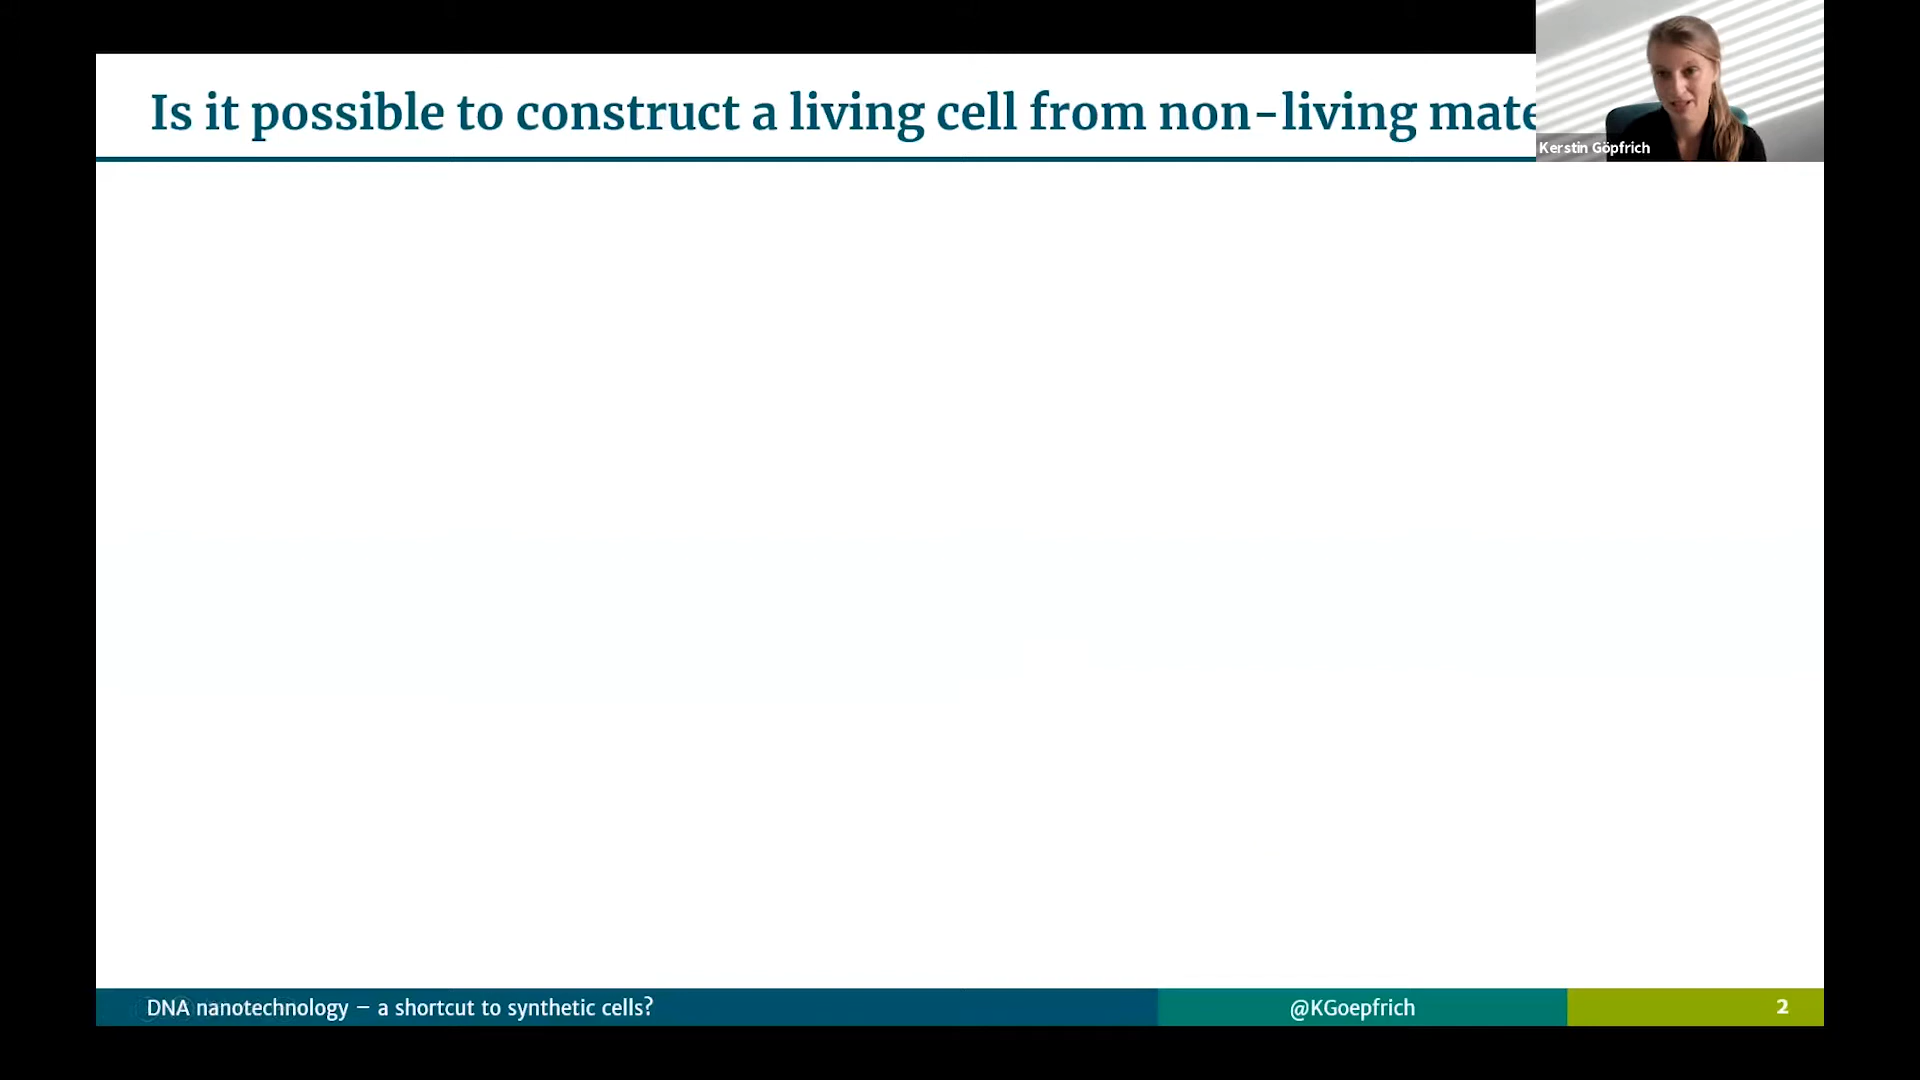 Is it possible to construct a living cell from non-living mate
Kerstin Göpfrich
DNA nanotechnology – a shortcut to synthetic cells?
@KGoepfrich
2